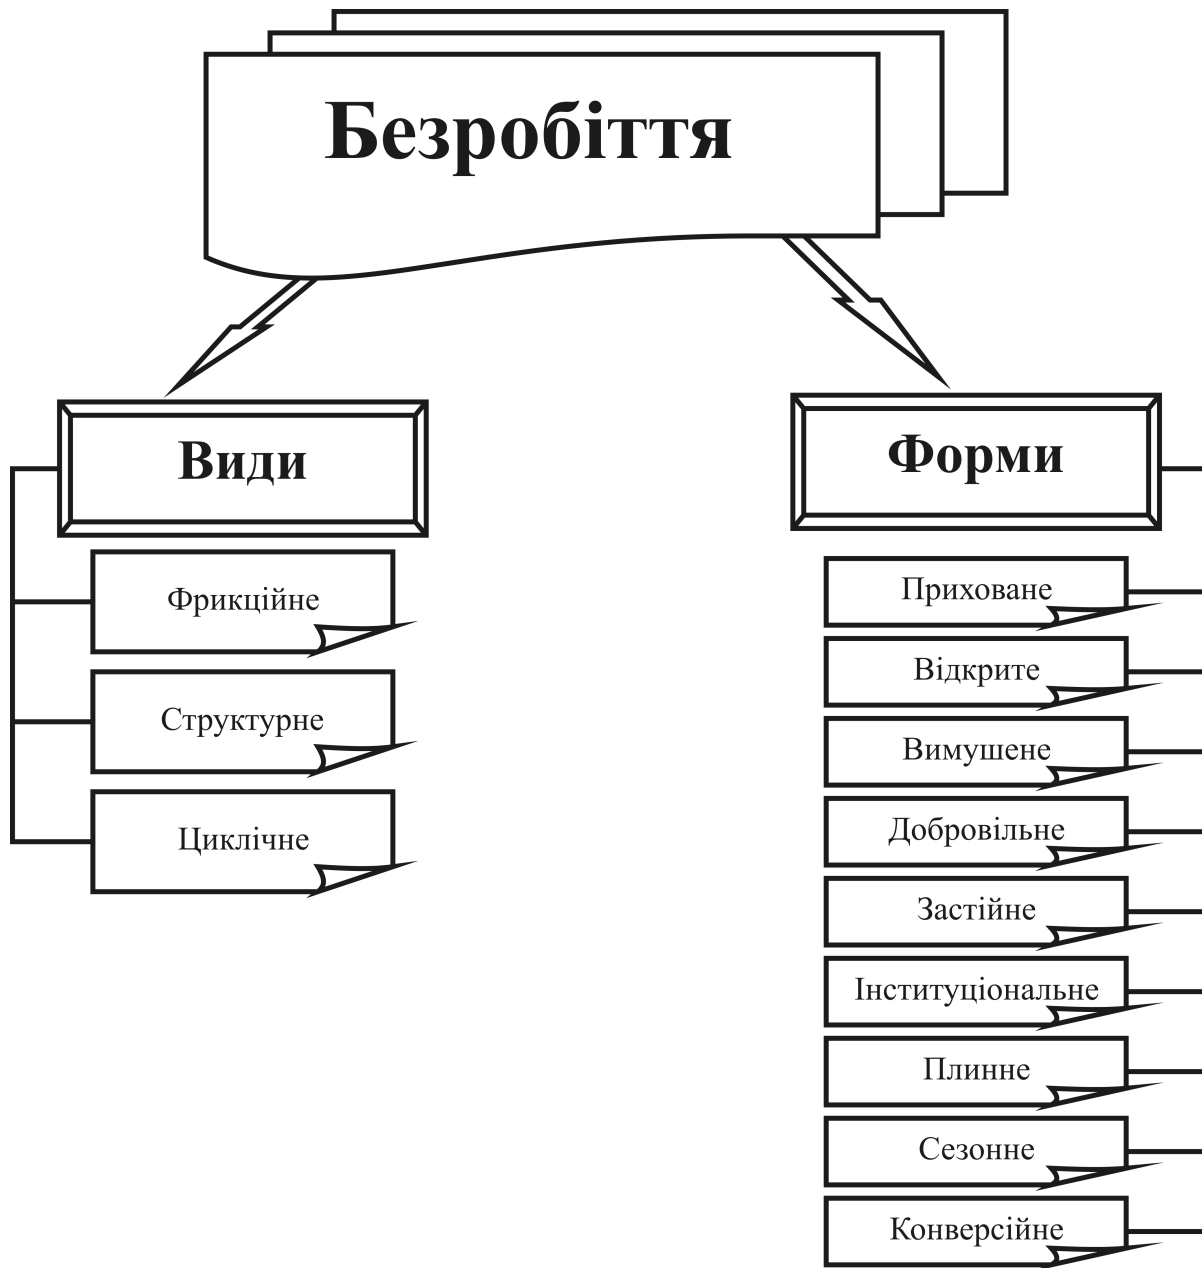 Безробіття
Види
Фрикційне
Структурне
Циклічне
Форми
Приховане
Відкрите
Вимушене
Добровільне
Застійне
Інституціональне
Плинне
Сезонне
Конверсійне